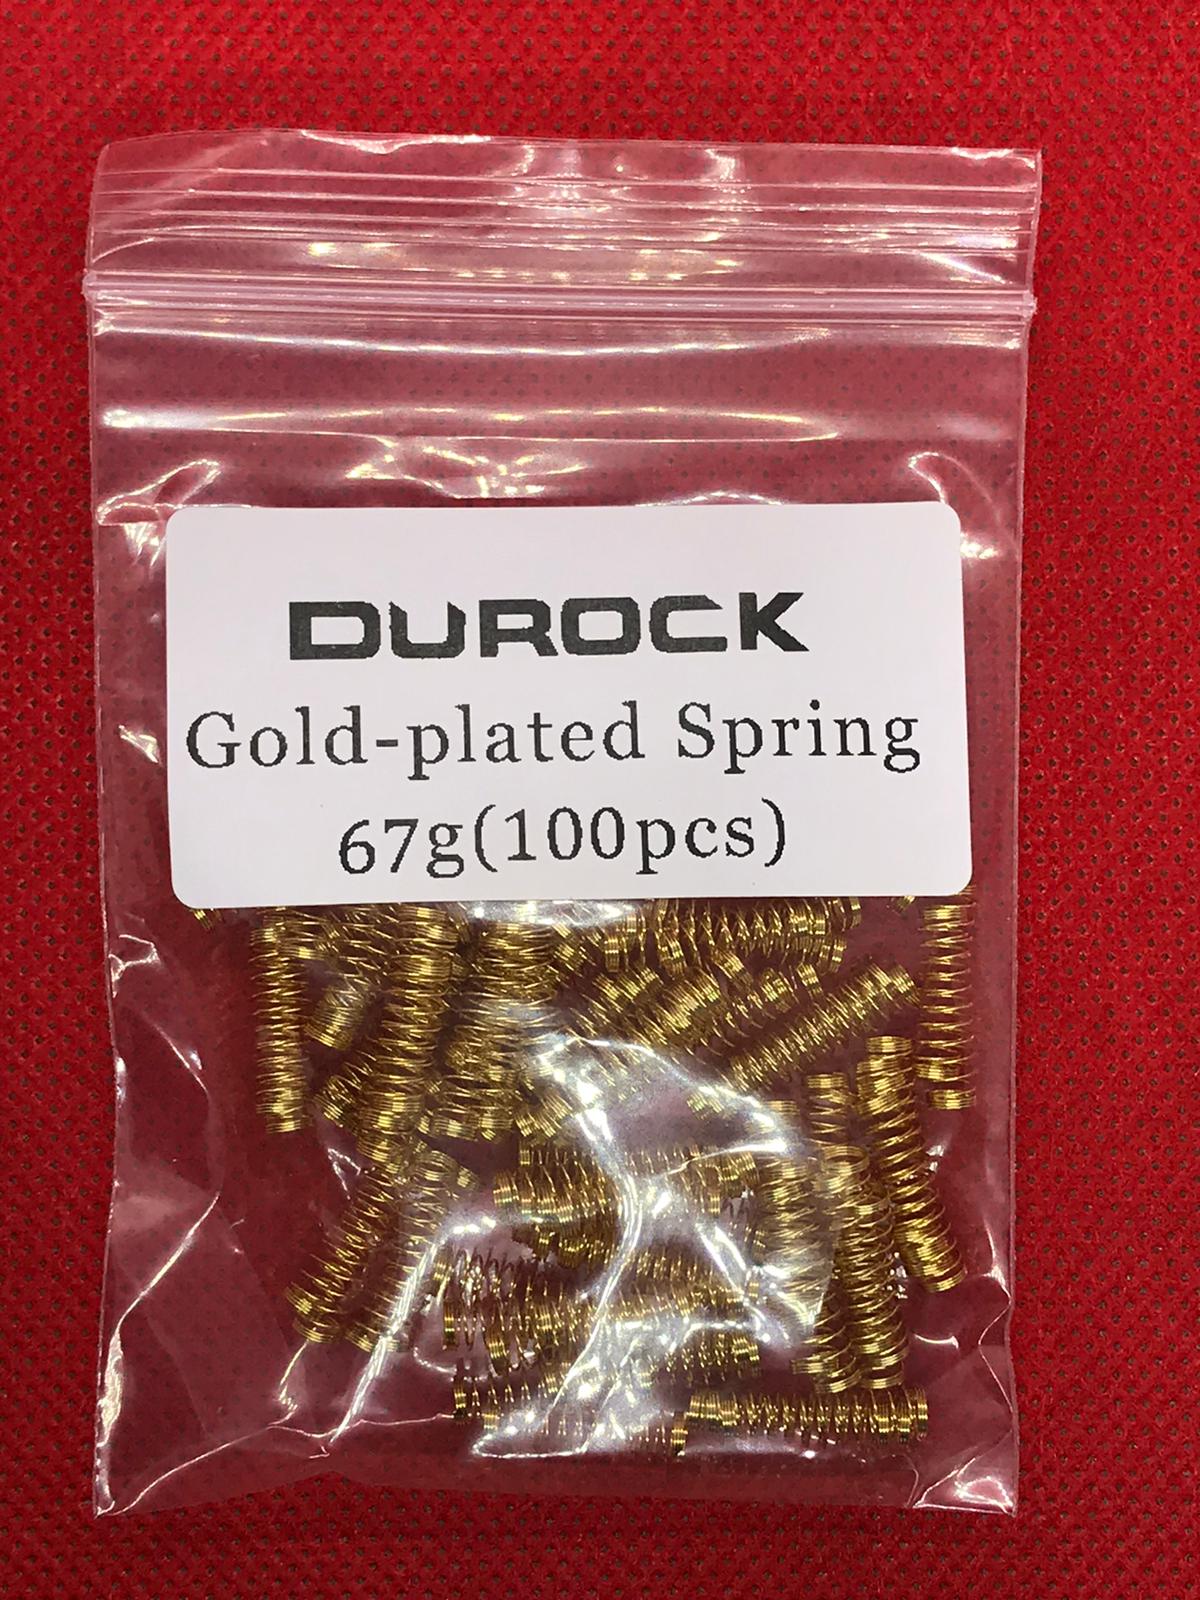 DUROCK
Gold-plated Spring
67g(100pcs)